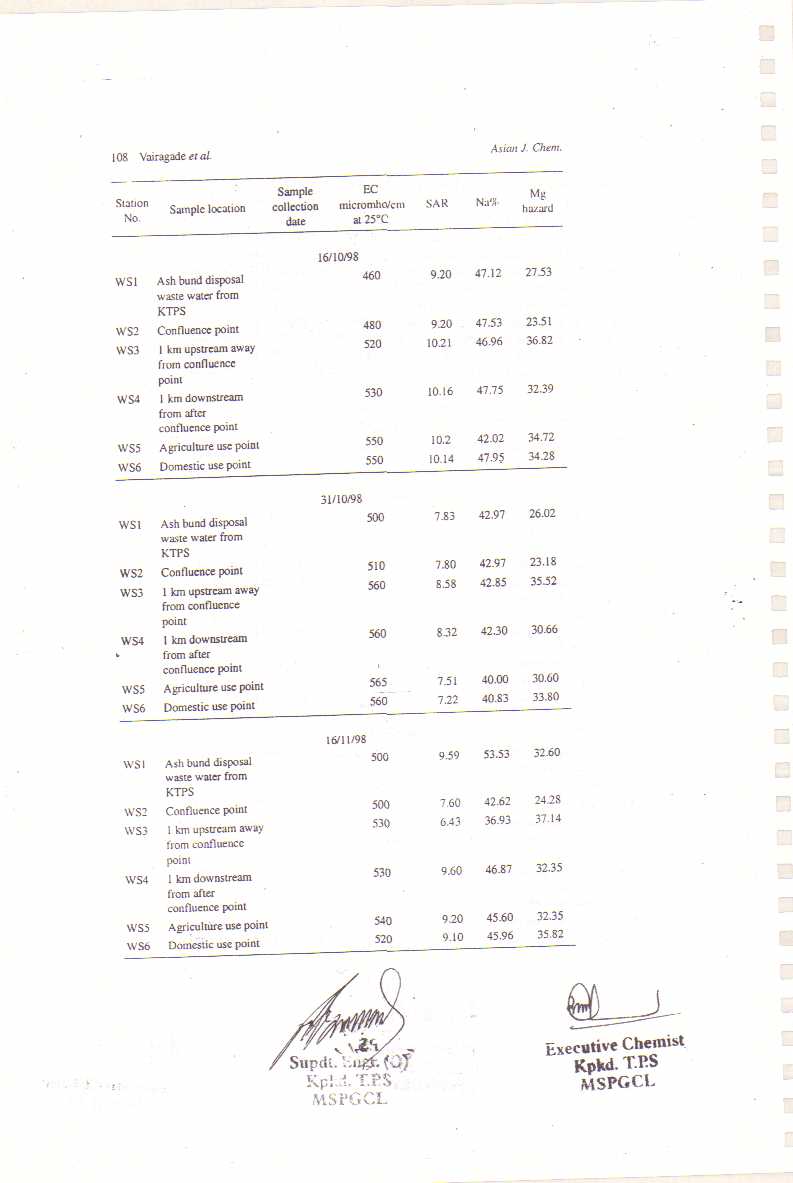 108 Vairagade et al. Asian J. Chem.
Station No. Sample location Sample collection date EC micromho/cm at 25°C SAR Na% Mg hazard
16/10/98
WS1 Ash bund disposal 460 9.20 47.12 27.53
waste water from
KTPS
WS2 Confluence point 480 9.20 47.53 23.51
WS3 1 km upstream away 520 10.21 46.96 36.82
from confluence
point
WS4 1 km downstream 530 10.16 47.75 32.39
from after
confluence point
WS5 Agriculture use point 550 10.2 42.02 34.72
WS6 Domestic use point 550 10.14 47.95 34.28
31/10/98
WS1 Ash bund disposal 500 7.83 42.97 26.02
waste water from
KTPS
WS2 Confluence point 510 7.80 42.97 23.18
WS3 1 km upstream away 560 8.58 42.85 35.52
from confluence
point
WS4 1 km downstream 560 8.32 42.30 30.66
from after
confluence point
WS5 Agriculture use point 565 7.51 40.00 30.60
WS6 Domestic use point 560 7.22 40.83 33.80
16/11/98
WS1 Ash bund disposal 500 9.59 53.53 32.60
waste water from
KTPS
WS2 Confluence point 500 7.60 42.62 24.28
WS3 1 km upstream away 530 6.43 36.93 37.14
from confluence
point
WS4 1 km downstream 530 9.60 46.87 32.35
from after
confluence point
WS5 Agriculture use point 540 9.20 45.60 32.35
WS6 Domestic use point 520 9.10 45.96 35.82
Supdt. Engr. (O)
Kpkd. T.P.S
MSPGCL
Executive Chemist
Kpkd. T.P.S
MSPGCL